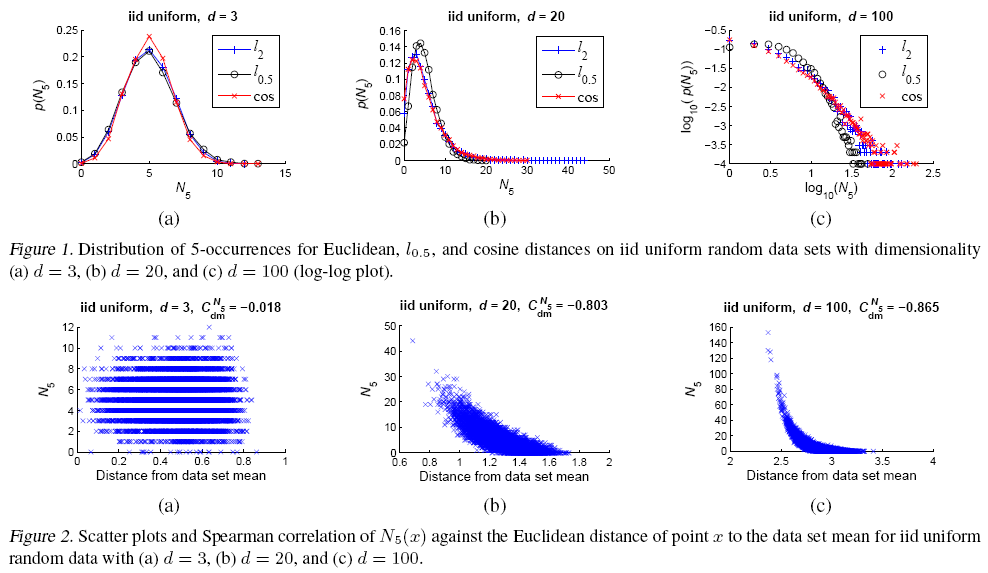 iid uniform, d = 3
0.25
0.2
0.15
0.1
0.05
0
p(N5)
l2
l0.5
cos
0 5 10 15
N5
(a)
iid uniform, d = 20
0.16
0.14
0.12
0.1
0.08
0.06
0.04
0.02
0
p(N5)
l2
l0.5
cos
0 10 20 30 40 50
N5
(b)
iid uniform, d = 100
−0.5
−1
−1.5
−2
−2.5
−3
−3.5
−4
log10( p(N5))
l2
l0.5
cos
0 0.5 1 1.5 2 2.5
log10(N5)
(c)
Figure 1. Distribution of 5-occurrences for Euclidean, l0.5, and cosine distances on iid uniform random data sets with dimensionality
(a) d = 3, (b) d = 20, and (c) d = 100 (log-log plot).
iid uniform, d = 3, C N5 dm = −0.018
12
10
8
6
4
2
0
N5
0 0.2 0.4 0.6 0.8 1
Distance from data set mean
(a)
iid uniform, d = 20, C N5 dm = −0.803
50
40
30
20
10
0
N5
0.6 0.8 1 1.2 1.4 1.6 1.8 2
Distance from data set mean
(b)
iid uniform, d = 100, C N5 dm = −0.865
160
140
120
100
80
60
40
20
0
N5
2 2.5 3 3.5 4
Distance from data set mean
(c)
Figure 2. Scatter plots and Spearman correlation of N5(x) against the Euclidean distance of point x to the data set mean for iid uniform
random data with (a) d = 3, (b) d = 20, and (c) d = 100.